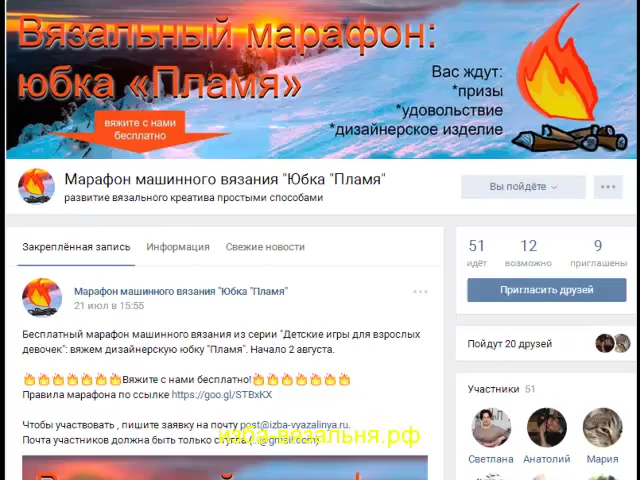 Вязальный марафон:
юбка «Пламя»
Вас ждут:
*призы
*удовольствие
*дизайнерское изделие
вяжите с нами
бесплатно
Марафон машинного вязания "Юбка "Пламя"
развитие вязального креатива простыми способами
Вы пойдёте
Закреплённая запись Информация Свежие новости
51 12 9
идёт возможно приглашены
Пригласить друзей
Марафон машинного вязания "Юбка "Пламя"
21 июл в 15:55
Бесплатный марафон машинного вязания из серии "Детские игры для взрослых
девочек": вяжем дизайнерскую юбку "Пламя". Начало 2 августа.
Вяжите с нами бесплатно!
Правила марафона по ссылке https://goo.gl/STBxKX
Чтобы участвовать , пишите заявку на почту post@izba-vyazalinya.ru.
Почта участников должна быть только с гугла (...@gmail.com)
изба-вязальня.рф
Пойдут 20 друзей
Участники 51
Светлана Анатолий Мария